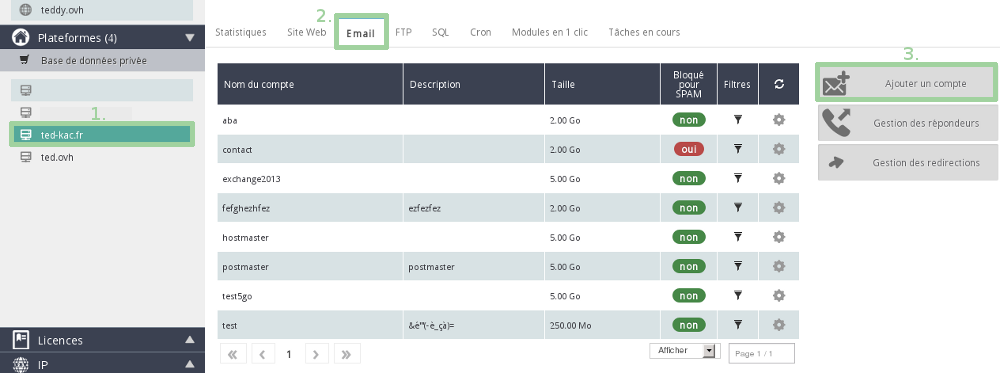 teddy.ovh
Plateformes (4)
Base de données privée
1.
ted-kac.fr
ted.ovh
Licences
IP
2.
Statistiques Site Web Email FTP SQL Cron Modules en 1 clic Tâches en cours
Nom du compte Description Taille Bloqué pour SPAM Filtres
aba 2.00 Go non
contact 2.00 Go oui
exchange2013 5.00 Go non
fefghezhfez ezfezfez 2.00 Go non
hostmaster 5.00 Go non
postmaster postmaster 5.00 Go non
test5go 5.00 Go non
test &é"'(-è_çà)= 250.00 Mo non
« ‹ 1 › » Afficher Page 1 / 1
3.
Ajouter un compte
Gestion des répondeurs
Gestion des redirections